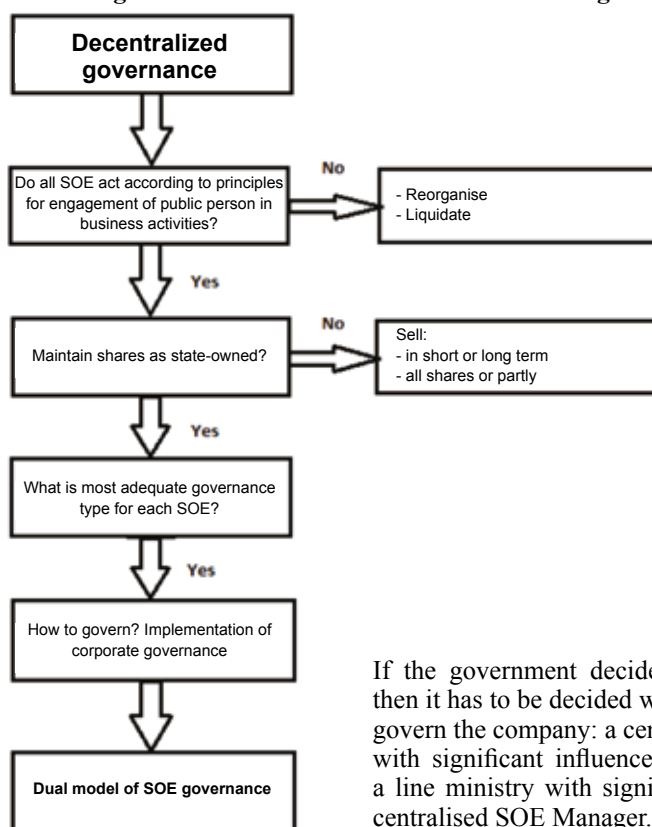 Decentralized
governance
No
Do all SOE act according to principles
for engagement of public person in
business activities?
- Reorganise
- Liquidate
Yes
No
Maintain shares as state-owned?
Sell:
- in short or long term
- all shares or partly
Yes
What is most adequate governance
type for each SOE?
Yes
How to govern? Implementation of
corporate governance
Dual model of SOE governance
If the government decide
then it has to be decided w
govern the company: a cen
with significant influence
a line ministry with signi
centralised SOE Manager.